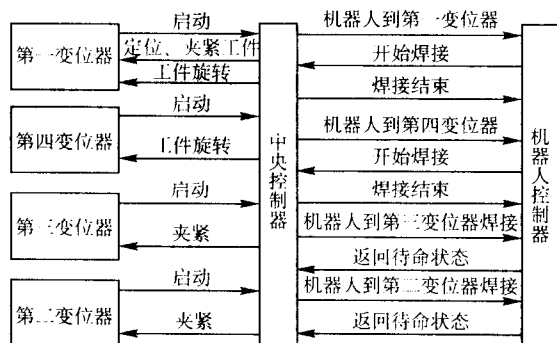 启动
机器人到第一变位器
第一变位器
定位、夹紧工件
开始焊接
工件旋转
焊接结束
启动
机器人到第四变位器
第四变位器
工件旋转
开始焊接
中央控制器
机器人控制器
启动
焊接结束
第三变位器
机器人到第三变位器焊接
夹紧
返回待命状态
启动
机器人到第二变位器焊接
第二变位器
夹紧
返回待命状态